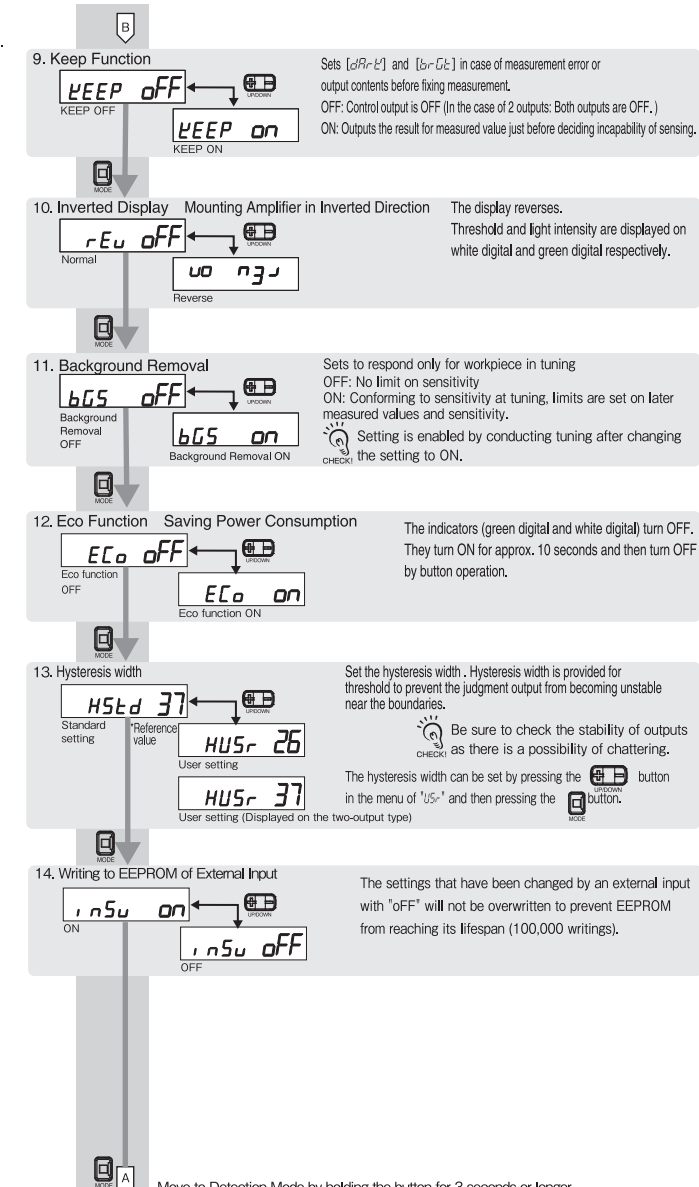 B
9. Keep Function
Sets [dArk] and [brGt] in case of measurement error or
output contents before fixing measurement.
OFF: Control output is OFF (In the case of 2 outputs: Both outputs are OFF. )
ON: Outputs the result for measured value just before deciding incapability of sensing.
KEEP oFF
UP/DOWN
KEEP OFF
KEEP on
KEEP ON
MODE
10. Inverted Display Mounting Amplifier in Inverted Direction
The display reverses.
Threshold and light intensity are displayed on
white digital and green digital respectively.
rEv oFF
UP/DOWN
Normal
Reverse
MODE
11. Background Removal
Sets to respond only for workpiece in tuning
OFF: No limit on sensitivity
ON: Conforming to sensitivity at tuning, limits are set on later
measured values and sensitivity.
CHECK! Setting is enabled by conducting tuning after changing
the setting to ON.
bGS oFF
UP/DOWN
Background
Removal
OFF
bGS on
Background Removal ON
MODE
12. Eco Function Saving Power Consumption
The indicators (green digital and white digital) turn OFF.
They turn ON for approx. 10 seconds and then turn OFF
by button operation.
ECo oFF
UP/DOWN
Eco function
OFF
ECo on
Eco function ON
MODE
13. Hysteresis width
Set the hysteresis width . Hysteresis width is provided for
threshold to prevent the judgment output from becoming unstable
near the boundaries.
CHECK! Be sure to check the stability of outputs
as there is a possibility of chattering.
The hysteresis width can be set by pressing the UP/DOWN button
in the menu of "USr" and then pressing the MODE button.
HStd 37
UP/DOWN
Standard
setting
*Reference
value
HUSr 26
User setting
HUSr 37
User setting (Displayed on the two-output type)
MODE
14. Writing to EEPROM of External Input
The settings that have been changed by an external input
with "oFF" will not be overwritten to prevent EEPROM
from reaching its lifespan (100,000 writings).
inSv on
UP/DOWN
ON
inSv oFF
OFF
MODE
A
Move to Detection Mode by holding the button for 3 seconds or longer